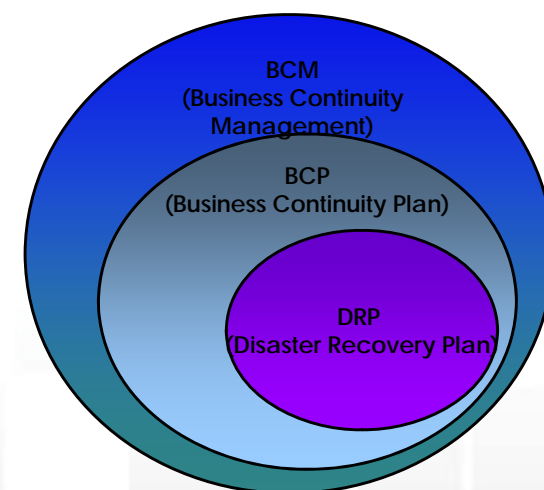 BCM
(Business Continuity
Management)
BCP
(Business Continuity Plan)
DRP
(Disaster Recovery Plan)